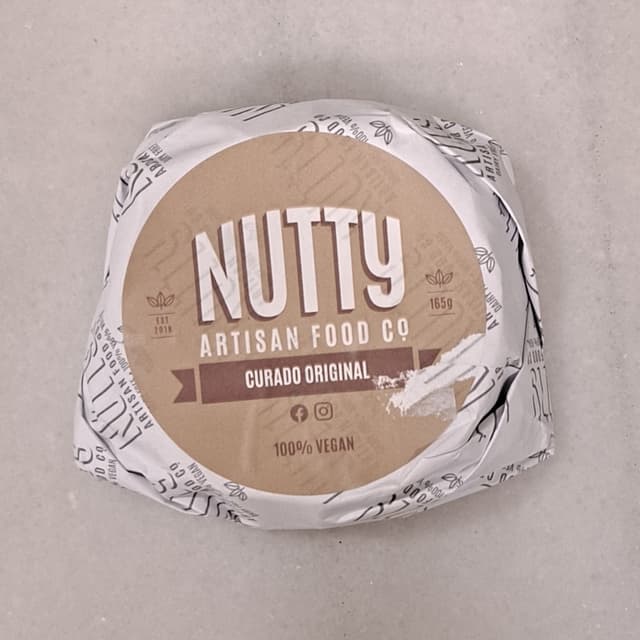 NUTTY
ARTISAN FOOD CO
EST
2018
165g
CURADO ORIGINAL
100% VEGAN